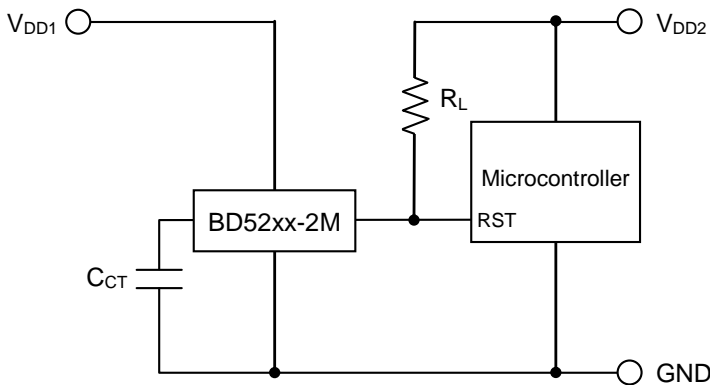 VDD1
VDD2
RL
Microcontroller
BD52xx-2M
RST
CCT
GND